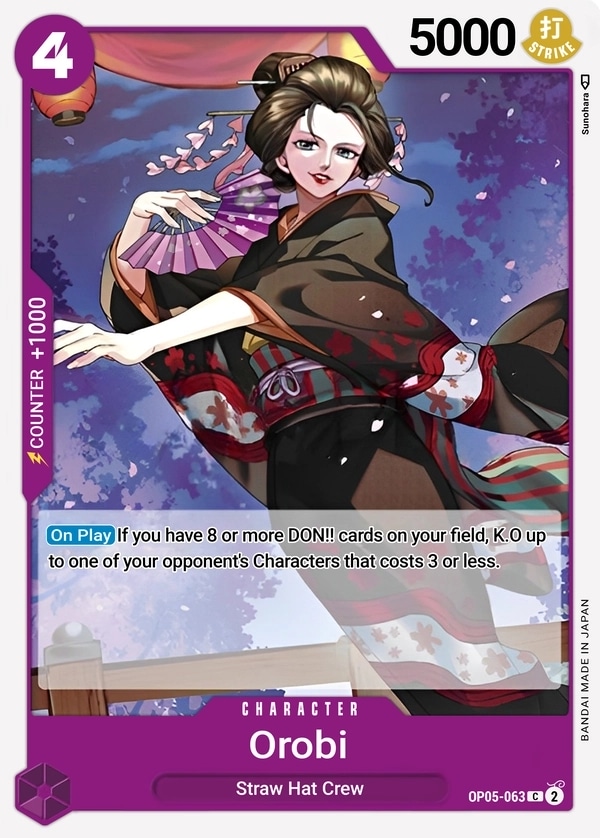 4
5000
打
STRIKE
Sunohara
COUNTER +1000
On Play If you have 8 or more DON!! cards on your field, K.O up
to one of your opponent's Characters that costs 3 or less.
BANDAI MADE IN JAPAN
CHARACTER
Orobi
Straw Hat Crew
OP05-063 C 2